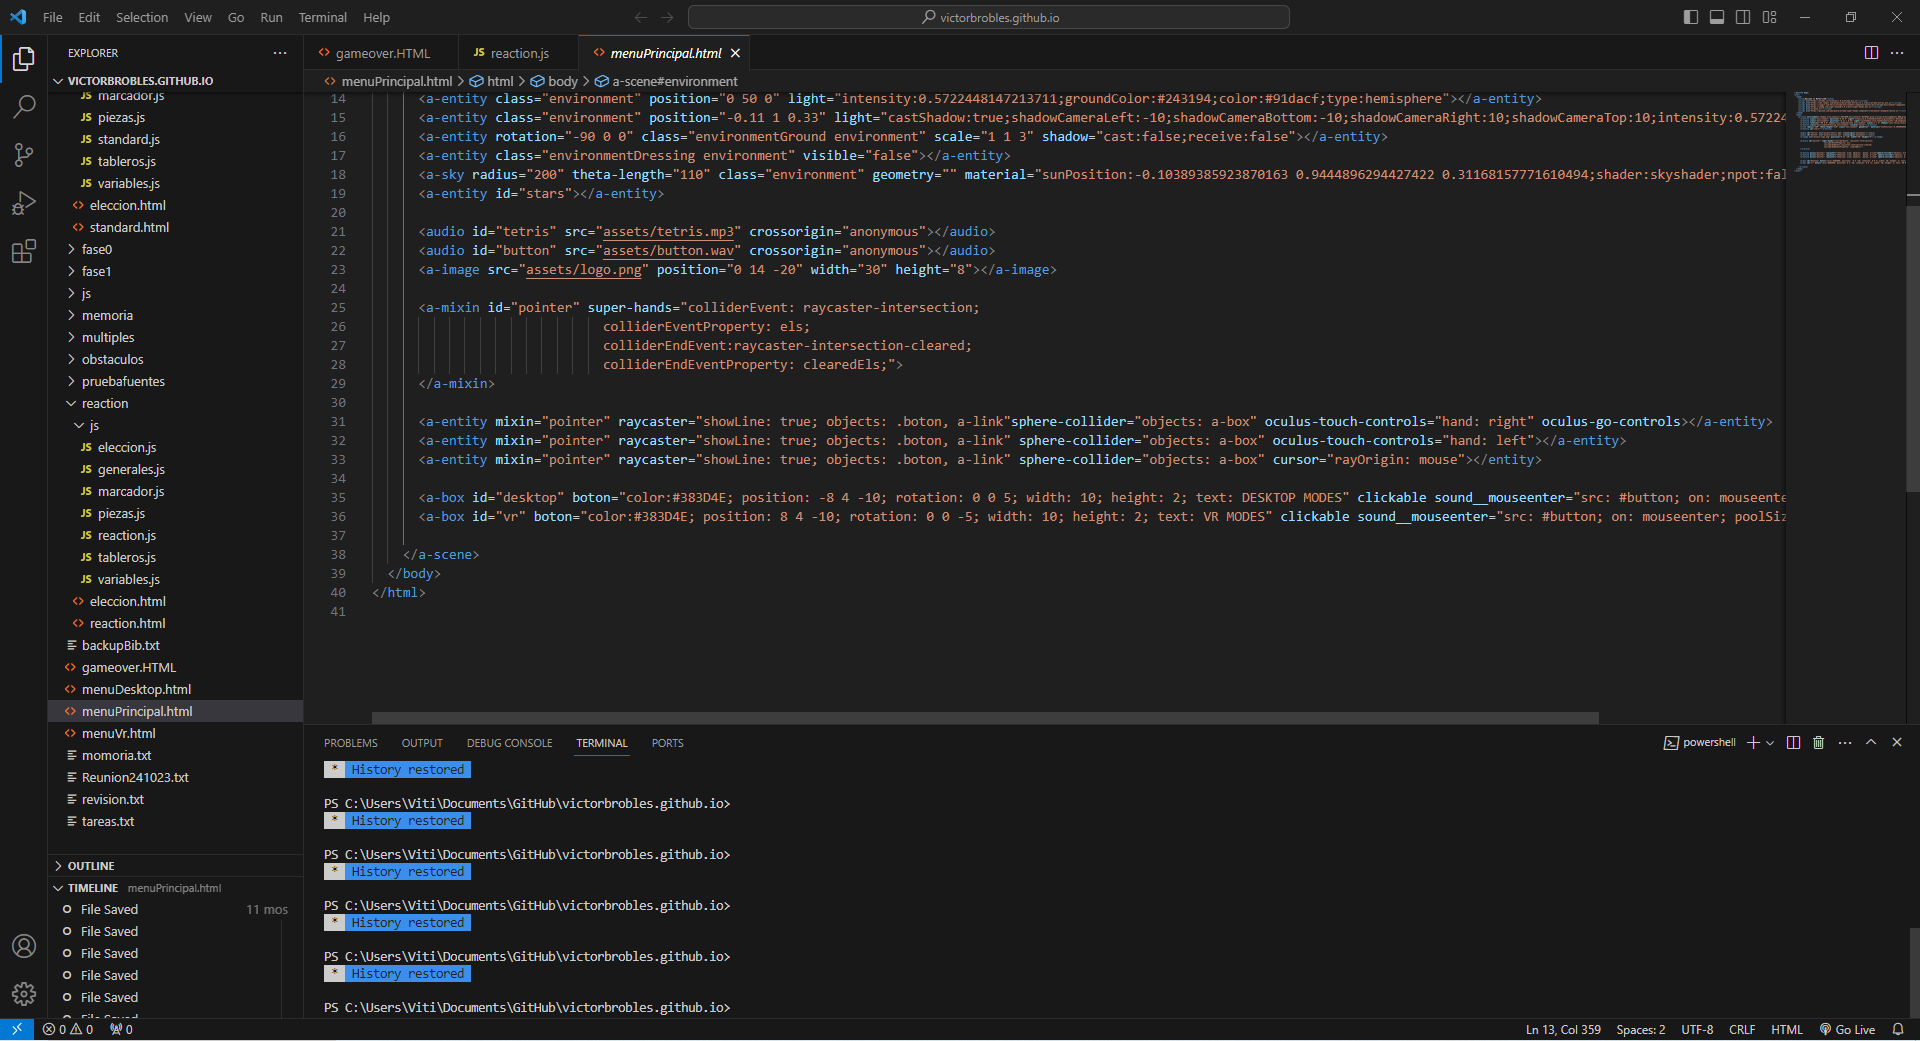 File Edit Selection View Go Run Terminal Help
victorbrobles.github.io
EXPLORER
VICTORBROBLES.GITHUB.IO
JS marcador.js
JS piezas.js
JS standard.js
JS tableros.js
JS variables.js
eleccion.html
standard.html
fase0
fase1
js
memoria
multiples
obstaculos
pruebafuentes
reaction
js
JS eleccion.js
JS generales.js
JS marcador.js
JS piezas.js
JS reaction.js
JS tableros.js
JS variables.js
eleccion.html
reaction.html
backupBib.txt
gameover.HTML
menuDesktop.html
menuPrincipal.html
menuVr.html
momoria.txt
Reunion241023.txt
revision.txt
tareas.txt
OUTLINE
TIMELINE menuPrincipal.html
File Saved 11 mos
File Saved
File Saved
File Saved
File Saved
File Saved
gameover.HTML JS reaction.js menuPrincipal.html
menuPrincipal.html > html > body > a-scene#environment
14 <a-entity class="environment" position="0 50 0" light="intensity:0.5722448147213711;groundColor:#243194;color:#91dacf;type:hemisphere"></a-entity>
15 <a-entity class="environment" position="-0.11 1 0.33" light="castShadow:true;shadowCameraLeft:-10;shadowCameraBottom:-10;shadowCameraRight:10;shadowCameraTop:10;intensity:0.57224
16 <a-entity rotation="-90 0 0" class="environmentGround environment" scale="1 1 3" shadow="cast:false;receive:false"></a-entity>
17 <a-entity class="environmentDressing environment" visible="false"></a-entity>
18 <a-sky radius="200" theta-length="110" class="environment" geometry="" material="sunPosition:-0.10389385923870163 0.9444896294427422 0.31168157771610494;shader:skyshader;npot:fal
19 <a-entity id="stars"></a-entity>
20
21 <audio id="tetris" src="assets/tetris.mp3" crossorigin="anonymous"></audio>
22 <audio id="button" src="assets/button.wav" crossorigin="anonymous"></audio>
23 <a-image src="assets/logo.png" position="0 14 -20" width="30" height="8"></a-image>
24
25 <a-mixin id="pointer" super-hands="colliderEvent: raycaster-intersection;
26 colliderEventProperty: els;
27 colliderEndEvent:raycaster-intersection-cleared;
28 colliderEndEventProperty: clearedEls;">
29 </a-mixin>
30
31 <a-entity mixin="pointer" raycaster="showLine: true; objects: .boton, a-link"sphere-collider="objects: a-box" oculus-touch-controls="hand: right" oculus-go-controls></a-entity>
32 <a-entity mixin="pointer" raycaster="showLine: true; objects: .boton, a-link" sphere-collider="objects: a-box" oculus-touch-controls="hand: left"></a-entity>
33 <a-entity mixin="pointer" raycaster="showLine: true; objects: .boton, a-link" sphere-collider="objects: a-box" cursor="rayOrigin: mouse"></entity>
34
35 <a-box id="desktop" boton="color:#383D4E; position: -8 4 -10; rotation: 0 0 5; width: 10; height: 2; text: DESKTOP MODES" clickable sound__mouseenter="src: #button; on: mouseente
36 <a-box id="vr" boton="color:#383D4E; position: 8 4 -10; rotation: 0 0 -5; width: 10; height: 2; text: VR MODES" clickable sound__mouseenter="src: #button; on: mouseenter; poolSiz
37
38 </a-scene>
39 </body>
40 </html>
41
PROBLEMS OUTPUT DEBUG CONSOLE TERMINAL PORTS
powershell
* History restored
PS C:\Users\Viti\Documents\GitHub\victorbrobles.github.io>
* History restored
PS C:\Users\Viti\Documents\GitHub\victorbrobles.github.io>
* History restored
PS C:\Users\Viti\Documents\GitHub\victorbrobles.github.io>
* History restored
PS C:\Users\Viti\Documents\GitHub\victorbrobles.github.io>
* History restored
PS C:\Users\Viti\Documents\GitHub\victorbrobles.github.io>
0 0 0
Ln 13, Col 359 Spaces: 2 UTF-8 CRLF HTML Go Live